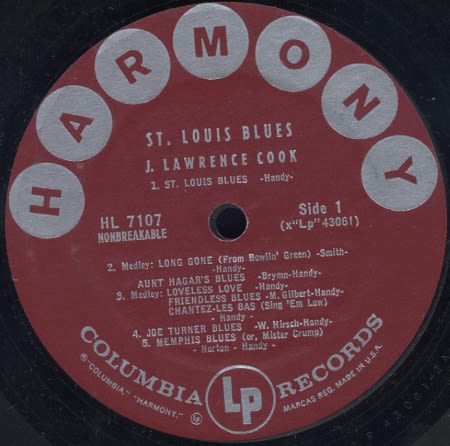 HARMONY
ST. LOUIS BLUES
J. LAWRENCE COOK
1. ST. LOUIS BLUES -Handy-
HL 7107
NONBREAKABLE
Side 1
(x"Lp" 43061)
2. Medley: LONG GONE (From Bowlin' Green) -Smith-
-Handy-
AUNT HAGAR'S BLUES -Brymn-Handy-
3. Medley: LOVELESS LOVE -Handy-
FRIENDLESS BLUES -M. Gilbert-Handy-
CHANTEZ-LES BAS (Sing 'Em Low)
- Handy -
4. JOE TURNER BLUES -W. Hirsch-Handy-
5. MEMPHIS BLUES (or, Mister Crump)
- Norton - Handy -
COLUMBIA Lp RECORDS
® "COLUMBIA," "HARMONY," Lp
MARCAS REG. MADE IN U.S.A.